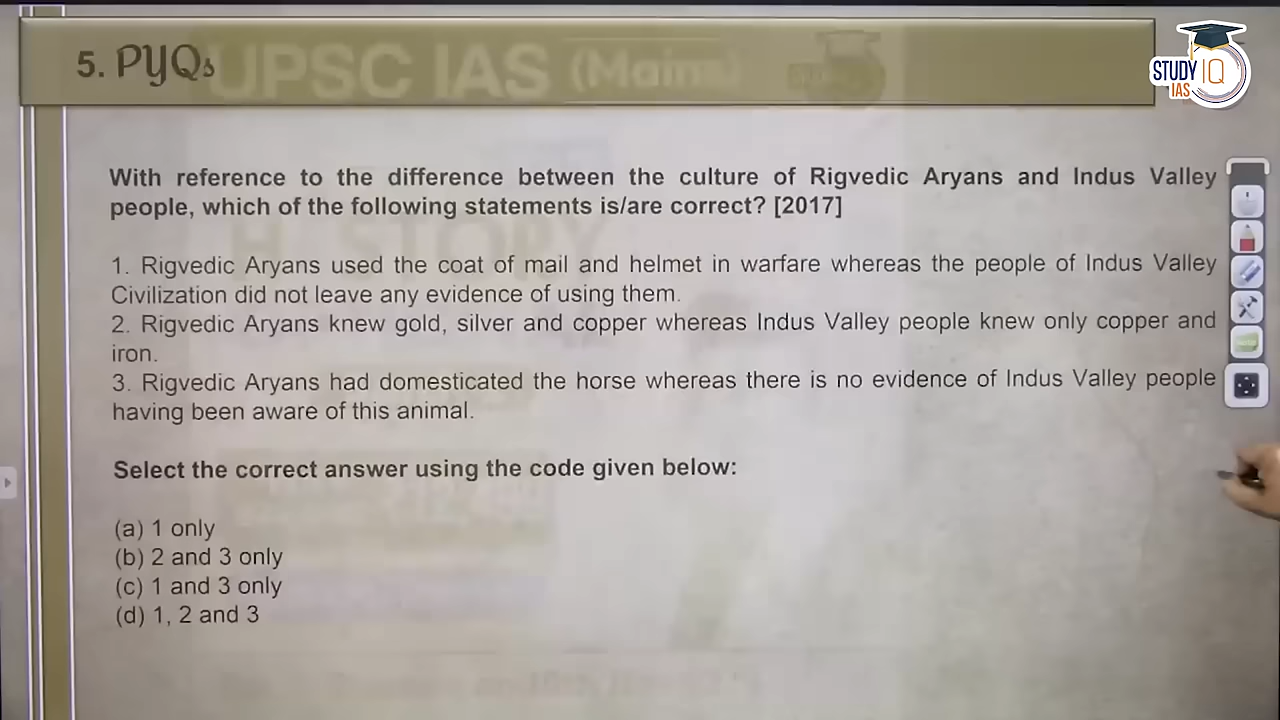 5. PYQs
UPSC IAS (Mains)
STUDY IQ
IAS
With reference to the difference between the culture of Rigvedic Aryans and Indus Valley
people, which of the following statements is/are correct? [2017]
HISTORY
1. Rigvedic Aryans used the coat of mail and helmet in warfare whereas the people of Indus Valley
Civilization did not leave any evidence of using them.
2. Rigvedic Aryans knew gold, silver and copper whereas Indus Valley people knew only copper and
iron.
3. Rigvedic Aryans had domesticated the horse whereas there is no evidence of Indus Valley people
having been aware of this animal.
Select the correct answer using the code given below:
(a) 1 only
(b) 2 and 3 only
(c) 1 and 3 only
(d) 1, 2 and 3